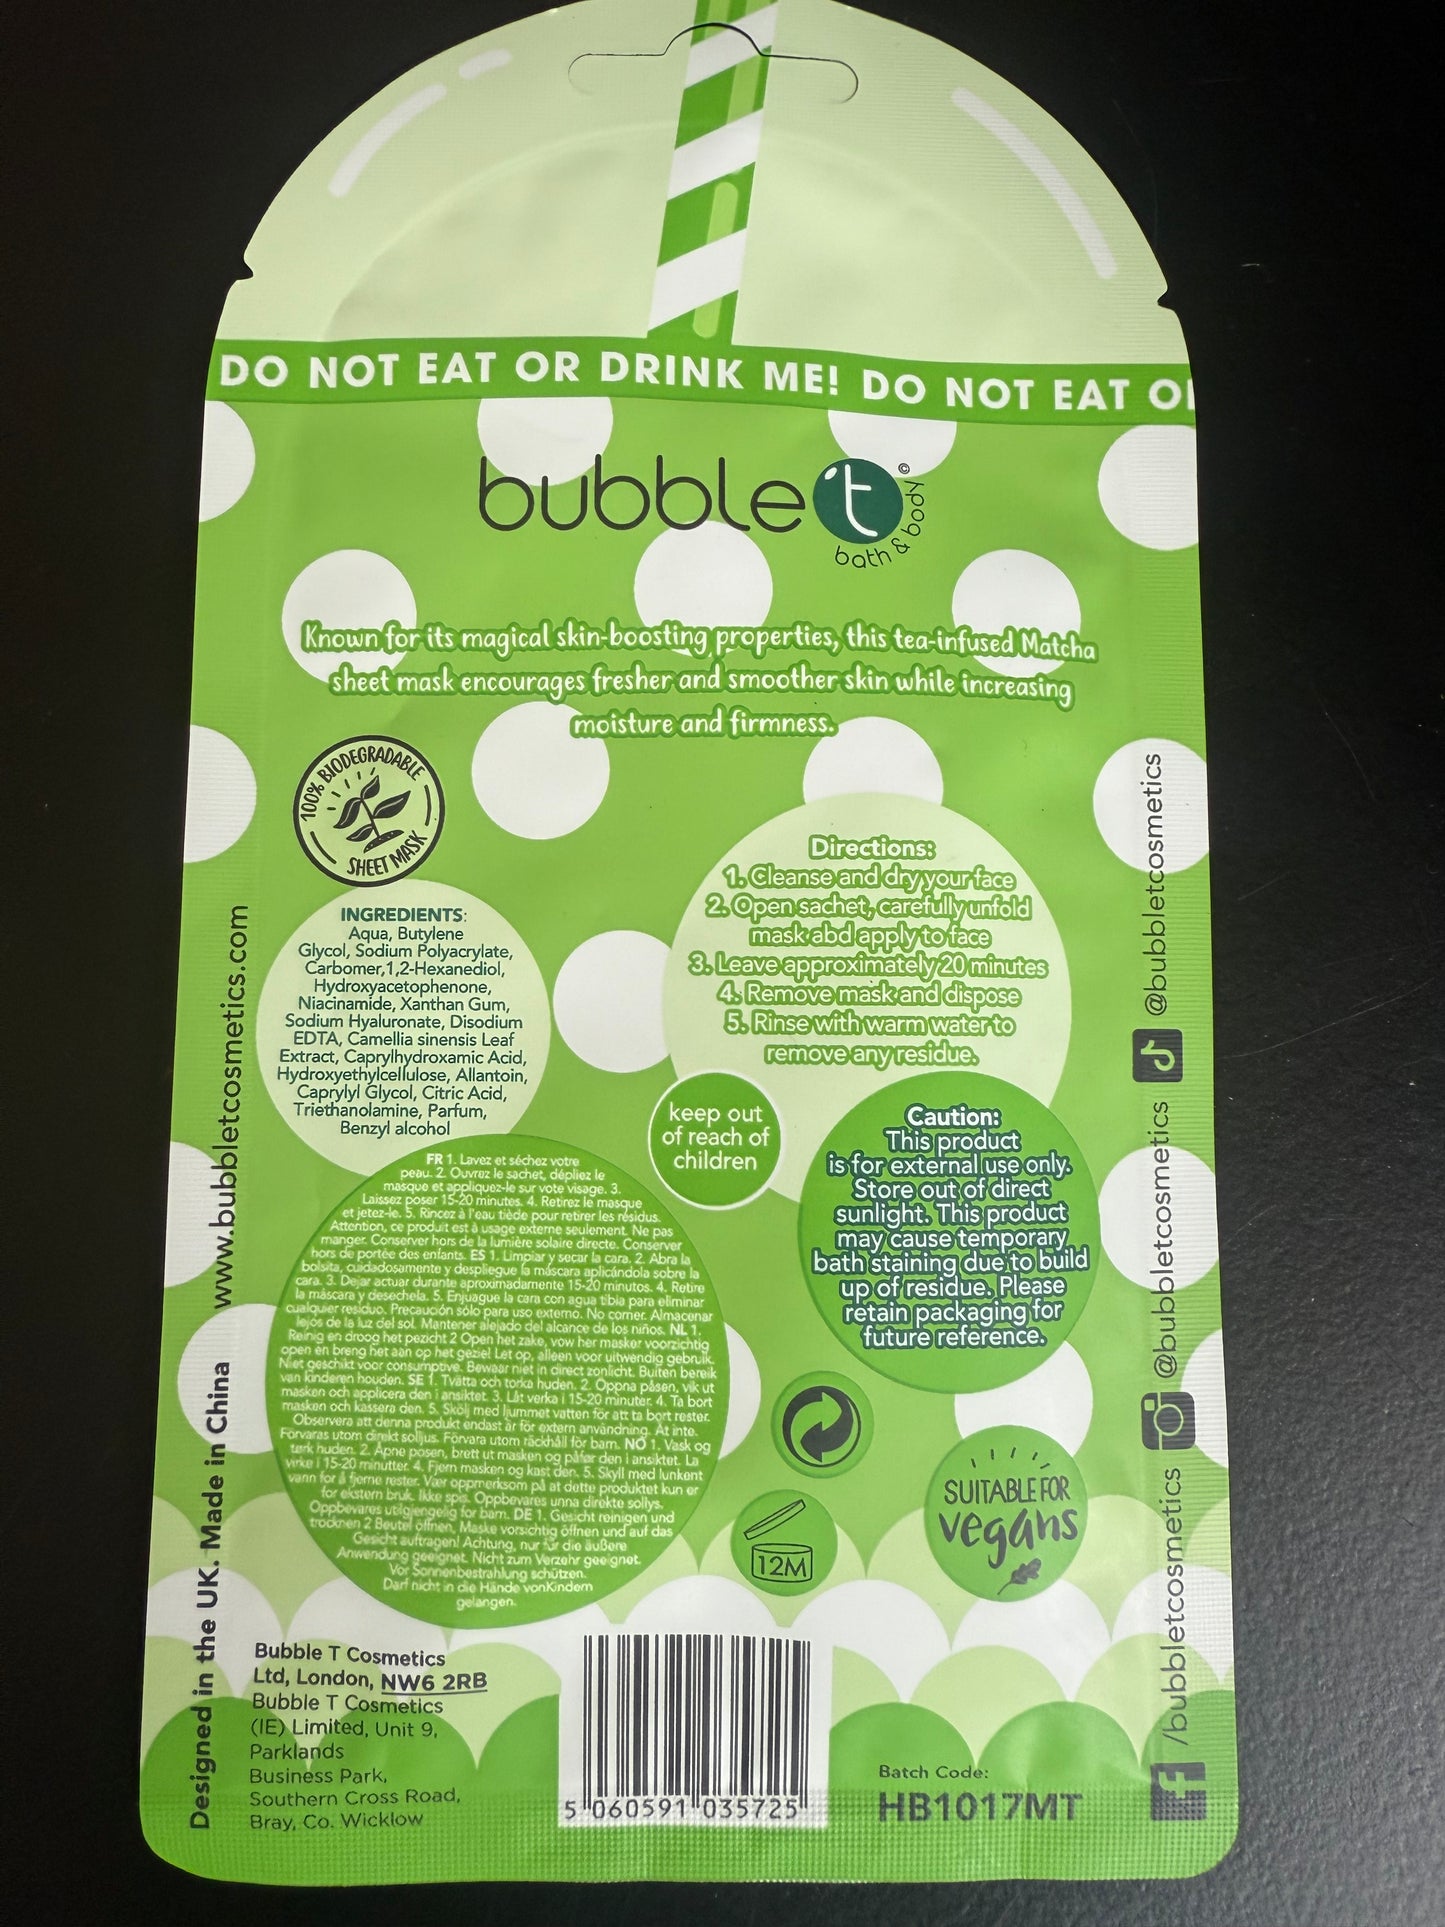 DO NOT EAT OR DRINK ME! DO NOT EAT
bubble t
bath & body©
Known for its magical skin-boosting properties, this tea-infused Matcha
sheet mask encourages fresher and smoother skin while increasing
moisture and firmness.
100% BIODEGRADABLE
SHEET MASK
INGREDIENTS:
Aqua, Butylene
Glycol, Sodium Polyacrylate,
Carbomer,1,2-Hexanediol,
Hydroxyacetophenone,
Niacinamide, Xanthan Gum,
Sodium Hyaluronate, Disodium
EDTA, Camellia sinensis Leaf
Extract, Caprylhydroxamic Acid,
Hydroxyethylcellulose, Allantoin,
Caprylyl Glycol, Citric Acid,
Triethanolamine, Parfum,
Benzyl alcohol
Directions:
1. Cleanse and dry your face
2. Open sachet, carefully unfold
mask abd apply to face
3. Leave approximately 20 minutes
4. Remove mask and dispose
5. Rinse with warm water to
remove any residue.
keep out
of reach of
children
Caution:
This product
is for external use only.
Store out of direct
sunlight. This product
may cause temporary
bath staining due to build
up of residue. Please
retain packaging for
future reference.
FR 1. Lavez et séchez votre
peau. 2. Ouvrez le sachet, dépliez le
masque et appliquez-le sur vote visage. 3.
Laissez poser 15-20 minutes. 4. Retirez le masque
et jetez-le. 5. Rincez à l'eau tiède pour retirer les résidus.
Attention, ce produit est à usage externe seulement. Ne pas
manger. Conserver hors de la lumière solaire directe. Conserver
hors de portée des enfants. ES 1. Limpiar y secar la cara. 2. Abra la
bolsita, cuidadosamente y despliegue la máscara aplicándola sobre la
cara. 3. Dejar actuar durante aproximadamente 15-20 minutos. 4. Retire
la máscara y desechela. 5. Enjuague la cara con agua tibia para eliminar
cualquier residuo. Precaución sólo para uso externo. No comer. Almacenar
lejos de la luz del sol. Mantener alejado del alcance de los niños. NL 1.
Reinig en droog het pezicht 2 Open het zake, vow her masker voorzichtig
open en breng het aan op het gezie! Let op, alleen voor uitwendig gebruik.
Niet geschikt voor consumptive. Bewaar niet in direct zonlicht. Buiten bereik
van kinderen houden. SE 1. Tvätta och torka huden. 2. Öppna påsen, vik ut
masken och applicera den i ansiktet. 3. Låt verka i 15-20 minuter. 4. Ta bort
masken och kassera den. 5. Skölj med ljummet vatten för att ta bort rester.
Observera att denna produkt endast är för extern användning. Ät inte.
Förvaras utom direkt solljus. Förvara utom räckhåll för barn. NO 1. Vask og
tørk huden. 2. Åpne posen, brett ut masken og påfør den i ansiktet. La
virke i 15-20 minutter. 4. Fjern masken og kast den. 5. Skyll med lunkent
vann for å fjerne rester. Vær oppmerksom på at dette produktet kun er
for ekstern bruk. Ikke spis. Oppbevares unna direkte sollys.
Oppbevares utilgjengelig for barn. DE 1. Gesicht reinigen und
trocknen 2 Beutel öffnen, Maske vorsichtig öffnen und auf das
Gesicht auftragen! Achtung, nur für die äußere
Anwendung geeignet. Nicht zum Verzehr geeignet.
Vor Sonnenbestrahlung schützen.
Darf nicht in die Hände vonKindern
gelangen.
12M
SUITABLE FOR
vegans
Designed in the UK. Made in China www.bubbletcosmetics.com
/bubbletcosmetics @bubbletcosmetics @bubbletcosmetics
Bubble T Cosmetics
Ltd, London, NW6 2RB
Bubble T Cosmetics
(IE) Limited, Unit 9,
Parklands
Business Park,
Southern Cross Road,
Bray, Co. Wicklow
5 060591 035725
Batch Code:
HB1017MT